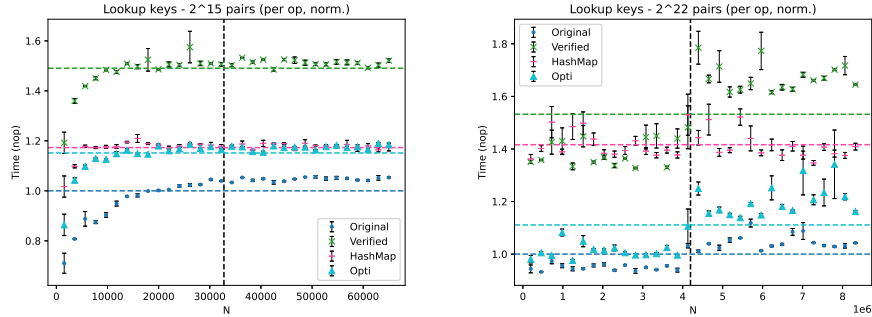 Lookup keys - 2^15 pairs (per op, norm.)
Time (nop)
1.6
1.4
1.2
1.0
0.8
0
10000
20000
30000
40000
50000
60000
N
Original
Verified
HashMap
Opti
Lookup keys - 2^22 pairs (per op, norm.)
Time (nop)
1.8
1.6
1.4
1.2
1.0
0
1
2
3
4
5
6
7
8
1e6
N
Original
Verified
HashMap
Opti